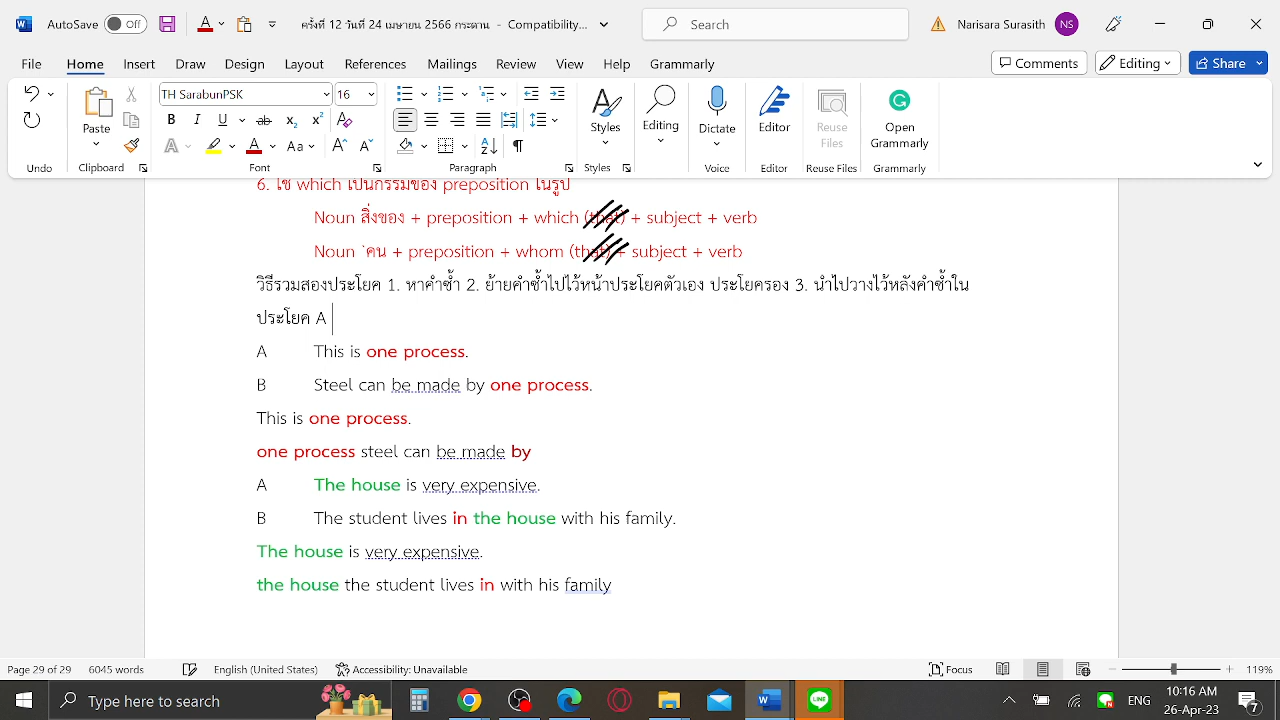 AutoSave Off ครั้งที่ 12 วันที่ 24 เมษายน 2566 กระดาน - Compatibility... Search Narisara Surasith NS
File Home Insert Draw Design Layout References Mailings Review View Help Grammarly Comments Editing Share
TH SarabunPSK 16
Paste Styles Editing Dictate Editor Reuse Files Open Grammarly
Undo Clipboard Font Paragraph Styles Voice Editor Reuse Files Grammarly
6. ใช้ which เป็นกรรมของ preposition ในรูป
Noun สิ่งของ + preposition + which (that) + subject + verb
Noun `คน + preposition + whom (that) + subject + verb
วิธีรวมสองประโยค 1. หาคำซ้ำ 2. ย้ายคำซ้ำไปไว้หน้าประโยคตัวเอง ประโยครอง 3. นำไปวางไว้หลังคำซ้ำใน
ประโยค A
A This is one process.
B Steel can be made by one process.
This is one process.
one process steel can be made by
A The house is very expensive.
B The student lives in the house with his family.
The house is very expensive.
the house the student lives in with his family
Page 29 of 29 6045 words English (United States) Accessibility: Unavailable Focus 119%
Type here to search ENG 10:16 AM
26-Apr-23 7